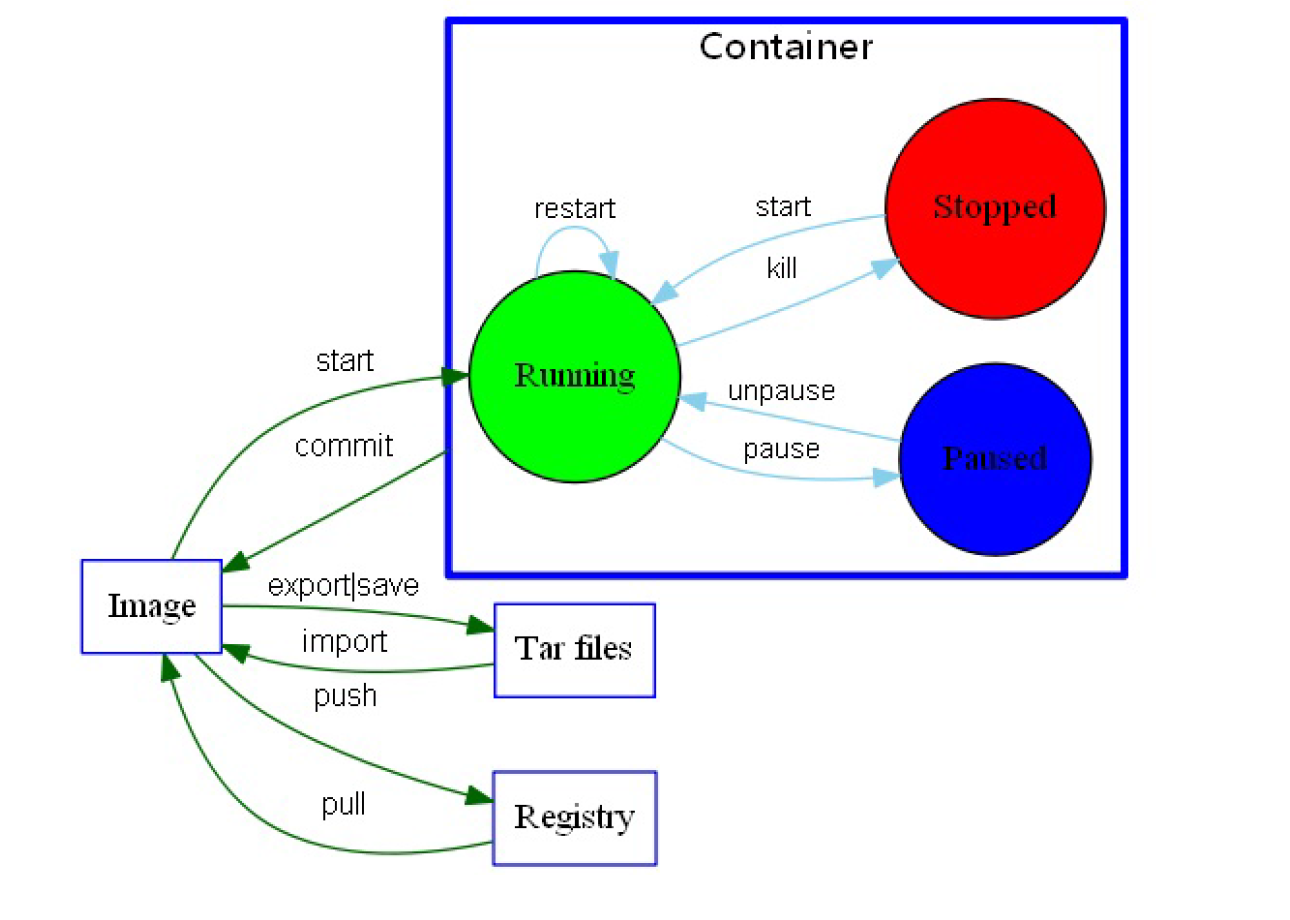 Container
Stopped
restart
start
kill
start
Running
unpause
commit
pause
Paused
export|save
Image
import
Tar files
push
pull
Registry